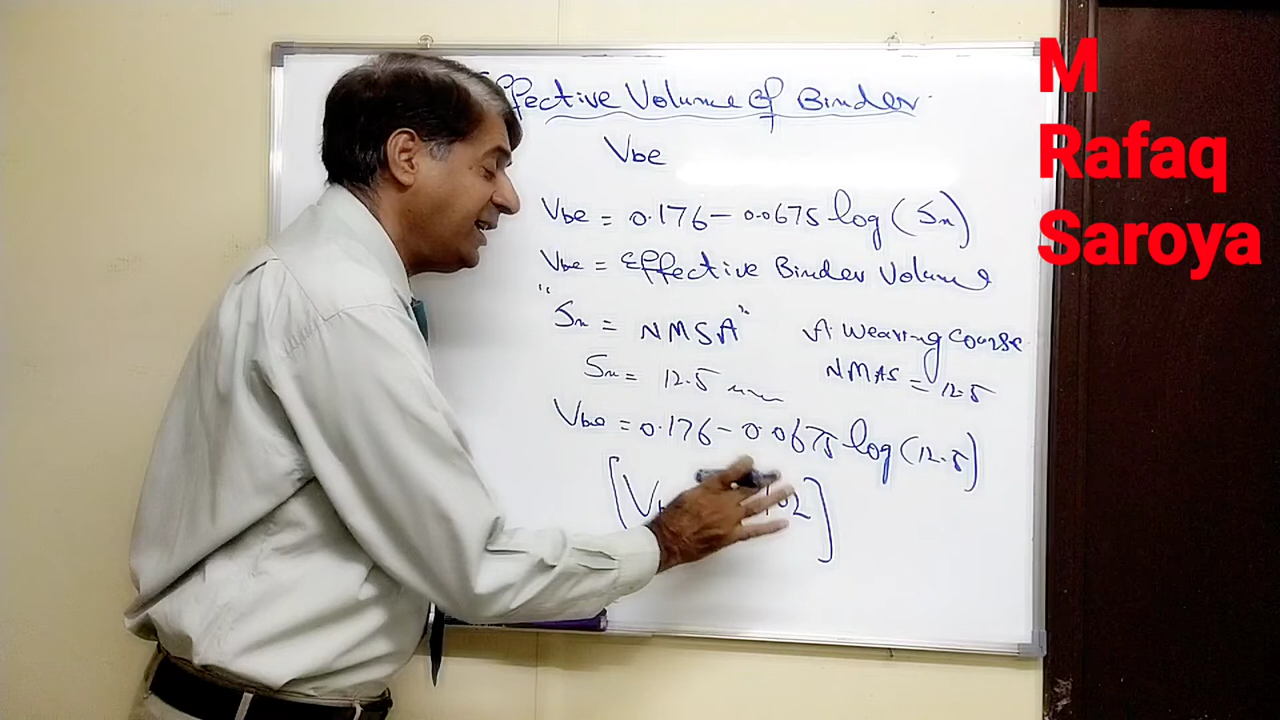 Effective Volume of Binder
Vbe
Vbe = 0.176 - 0.0675 log (Sn)
Vbe = Effective Binder Volume
"Sn = NMSA"
A Wearing Course
NMAS = 12.5
Sn = 12.5 mm
Vbe = 0.176 - 0.0675 log (12.5)
M
Rafaq
Saroya